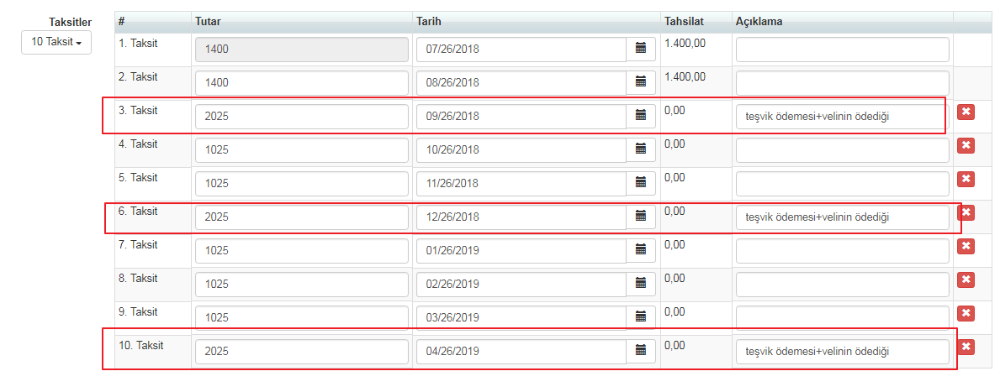 Taksitler
10 Taksit
# Tutar Tarih Tahsilat Açıklama
1. Taksit 1400 07/26/2018 1.400,00
2. Taksit 1400 08/26/2018 1.400,00
3. Taksit 2025 09/26/2018 0,00 teşvik ödemesi+velinin ödediği
4. Taksit 1025 10/26/2018 0,00
5. Taksit 1025 11/26/2018 0,00
6. Taksit 2025 12/26/2018 0,00 teşvik ödemesi+velinin ödediği
7. Taksit 1025 01/26/2019 0,00
8. Taksit 1025 02/26/2019 0,00
9. Taksit 1025 03/26/2019 0,00
10. Taksit 2025 04/26/2019 0,00 teşvik ödemesi+velinin ödediği